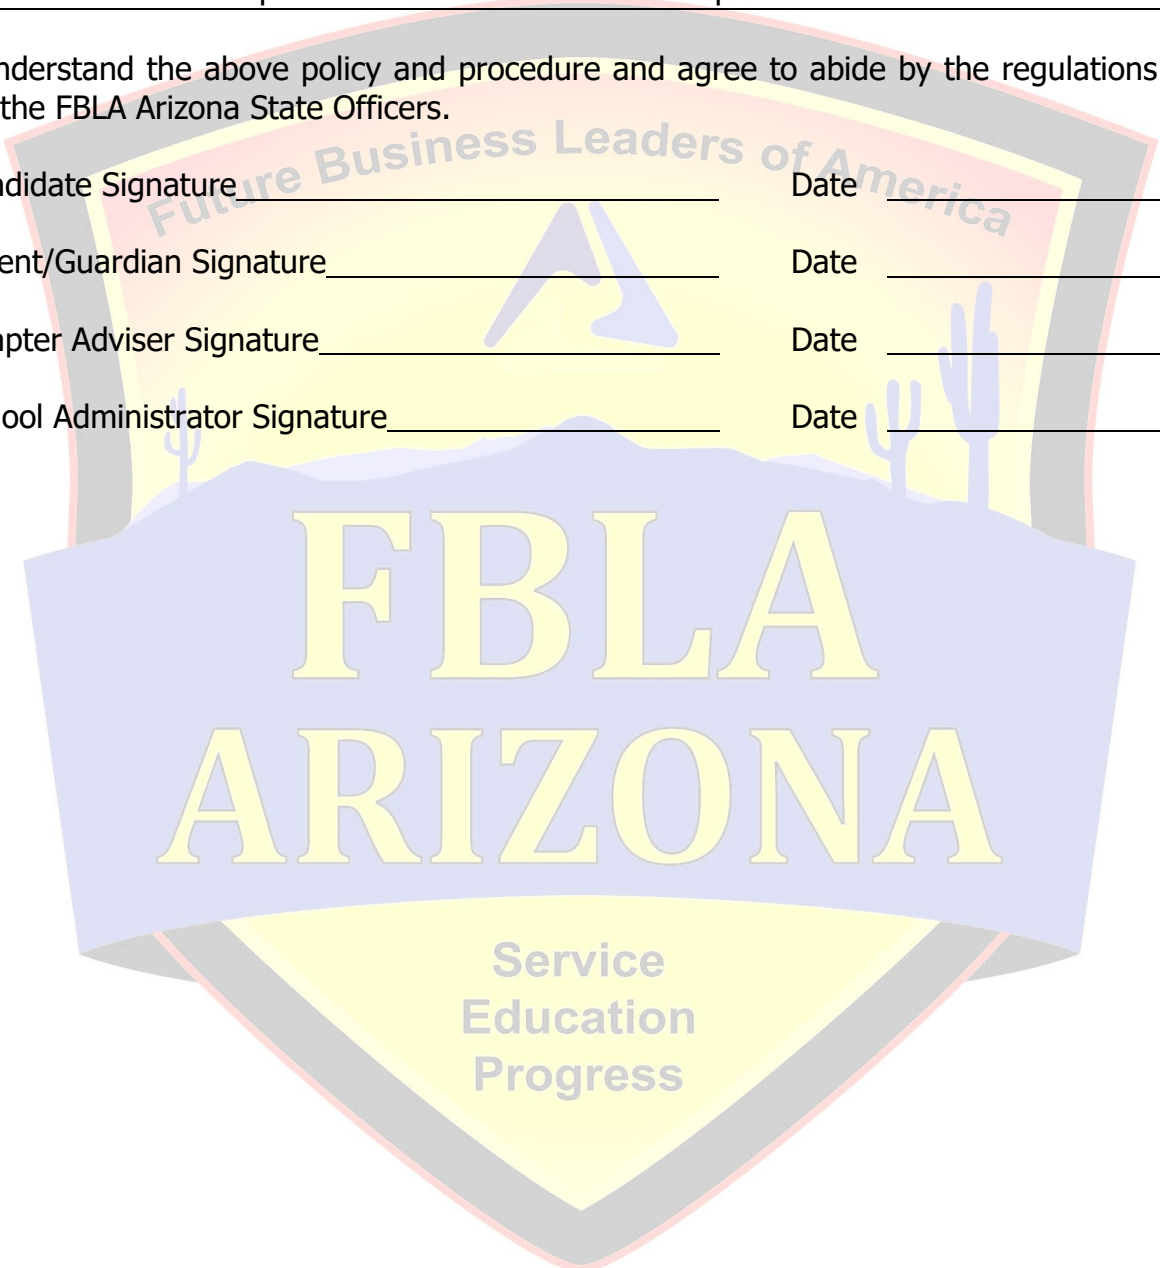 nderstand the above policy and procedure and agree to abide by the regulations
the FBLA Arizona State Officers.
Future Business Leaders of America
ndidate Signature Date
ent/Guardian Signature Date
apter Adviser Signature Date
ool Administrator Signature Date
FBLA
ARIZONA
Service
Education
Progress